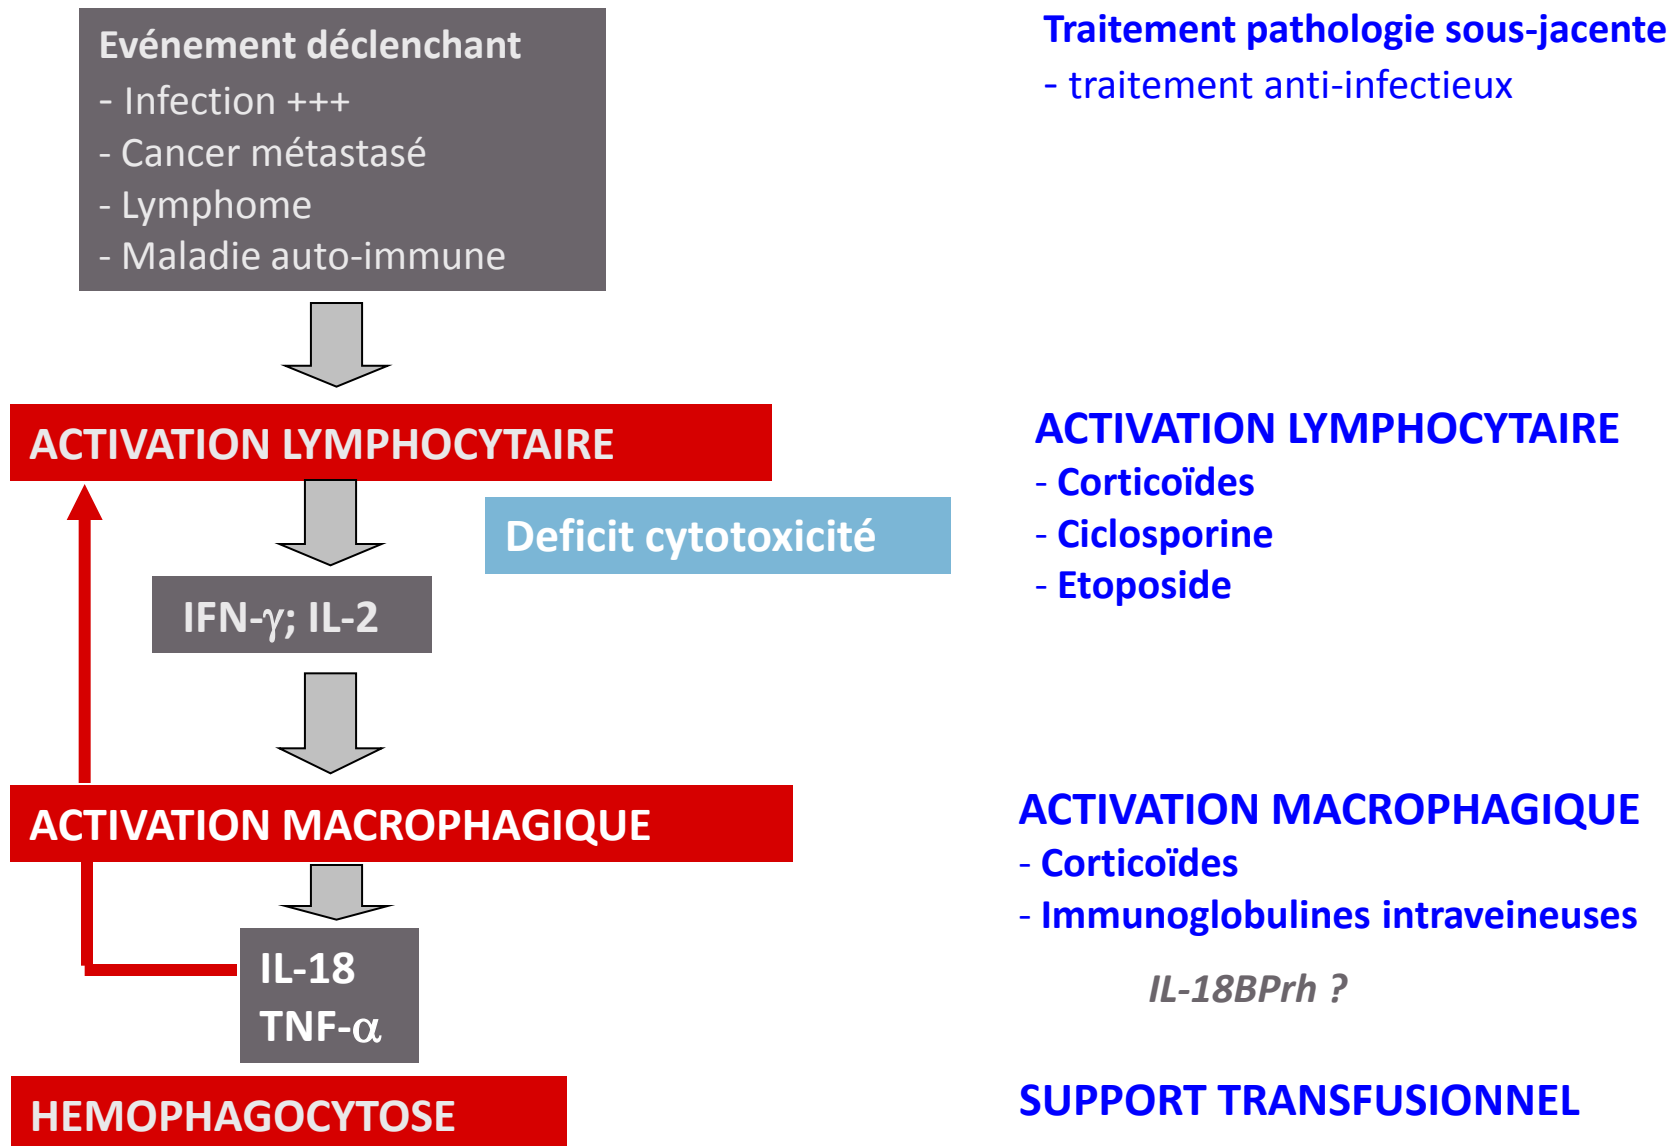 Evénement déclenchant
- Infection +++
- Cancer métastasé
- Lymphome
- Maladie auto-immune
Traitement pathologie sous-jacente
- traitement anti-infectieux
ACTIVATION LYMPHOCYTAIRE
Deficit cytotoxicité
IFN-γ; IL-2
ACTIVATION LYMPHOCYTAIRE
- Corticoïdes
- Ciclosporine
- Etoposide
ACTIVATION MACROPHAGIQUE
IL-18
TNF-α
ACTIVATION MACROPHAGIQUE
- Corticoïdes
- Immunoglobulines intraveineuses
IL-18BPrh ?
HEMOPHAGOCYTOSE
SUPPORT TRANSFUSIONNEL